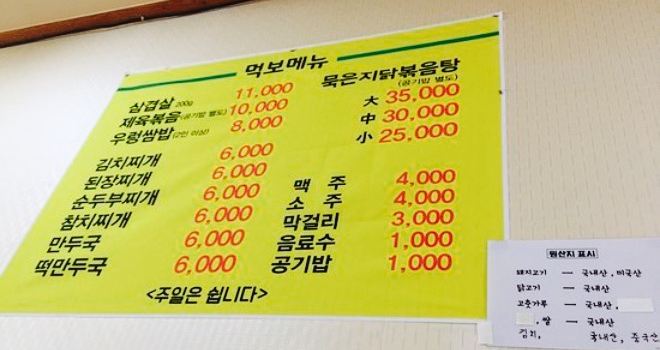 먹보메뉴
삼겹살 200g 11,000
제육볶음(공기밥 별도) 10,000
우렁쌈밥(2인 이상) 8,000
김치찌개 6,000
된장찌개 6,000
순두부찌개 6,000
참치찌개 6,000
만두국 6,000
떡만두국 6,000
묵은지닭볶음탕
(공기밥 별도)
大 35,000
中 30,000
小 25,000
맥 주 4,000
소 주 4,000
막걸리 3,000
음료수 1,000
공기밥 1,000
<주일은 쉽니다>
원산지 표시
돼지고기 — 국내산, 미국산
닭고기 — 국내산
고춧가루 — 국내산,
, 쌀 — 국내산
김치, 국내산, 중국산